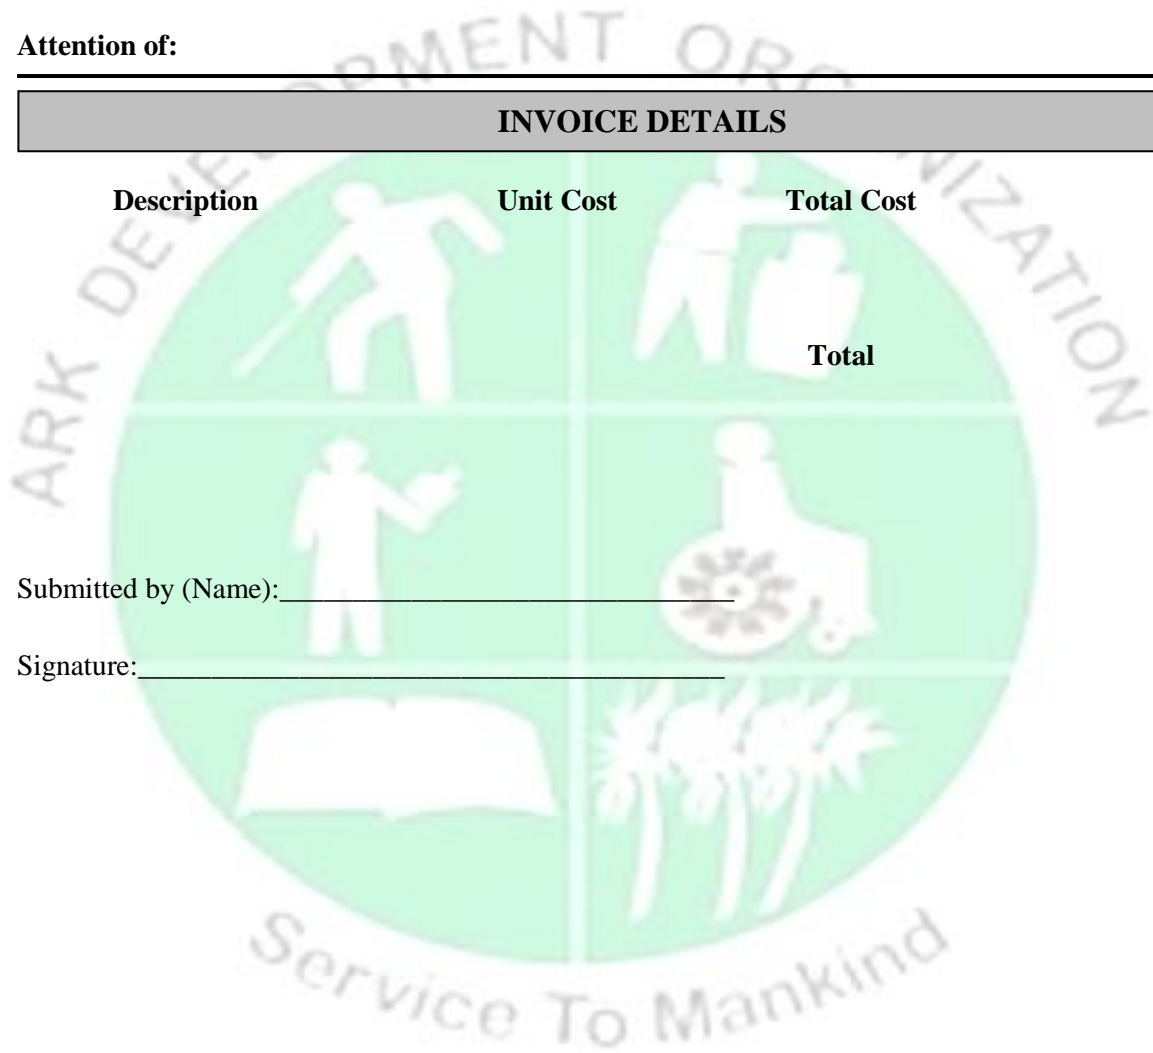 Attention of:
INVOICE DETAILS
Description Unit Cost Total Cost
Total
Submitted by (Name):_______________________________
Signature:________________________________________
ARK DEVELOPMENT ORGANIZATION
Service To Mankind